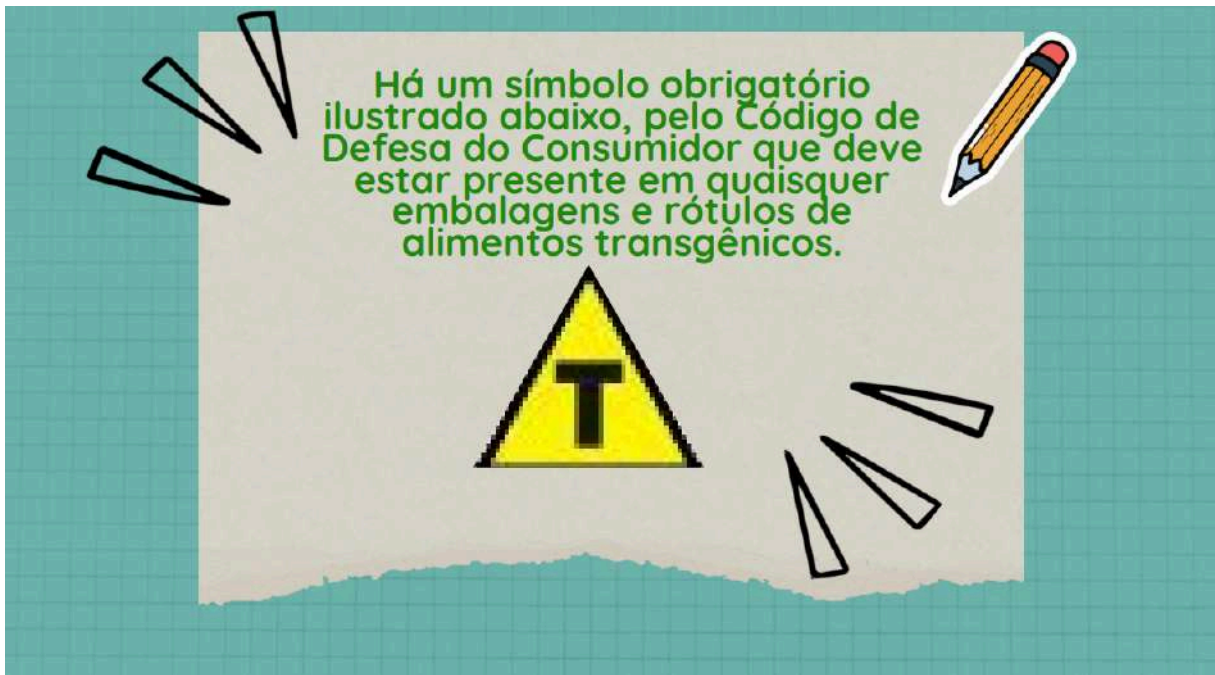 Há um símbolo obrigatório
ilustrado abaixo, pelo Código de
Defesa do Consumidor que deve
estar presente em quaisquer
embalagens e rótulos de
alimentos transgênicos.
T